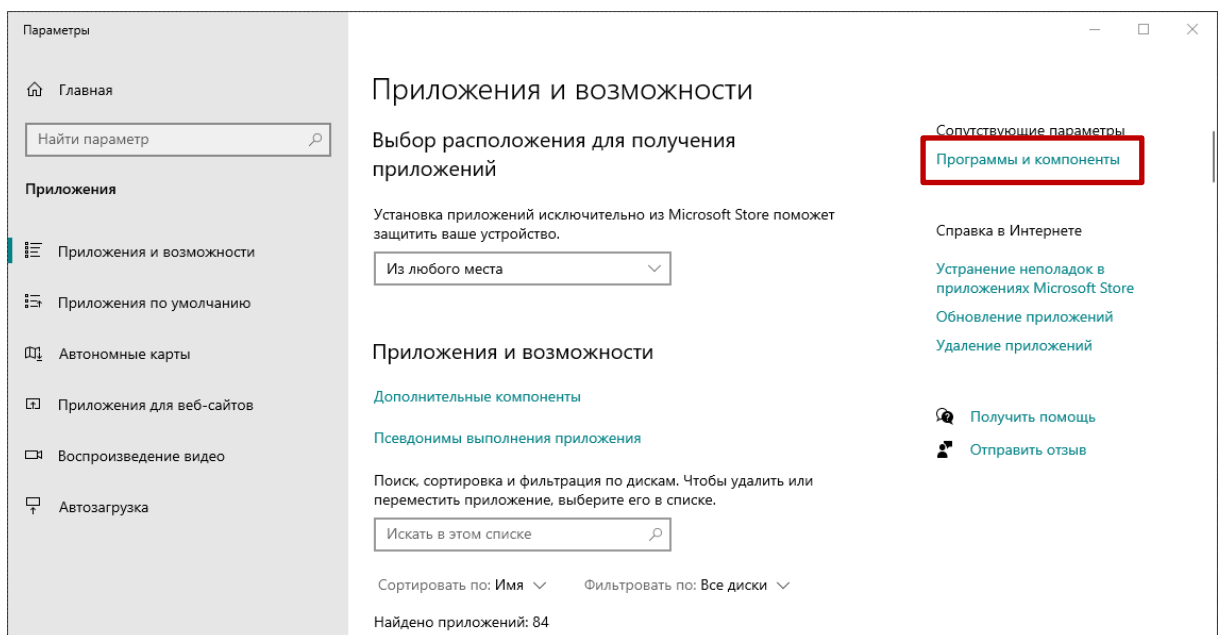 Параметры
Главная
Найти параметр
Приложения
Приложения и возможности
Приложения по умолчанию
Автономные карты
Приложения для веб-сайтов
Воспроизведение видео
Автозагрузка
Приложения и возможности
Выбор расположения для получения
приложений
Установка приложений исключительно из Microsoft Store поможет
защитить ваше устройство.
Из любого места
Приложения и возможности
Дополнительные компоненты
Псевдонимы выполнения приложения
Поиск, сортировка и фильтрация по дискам. Чтобы удалить или
переместить приложение, выберите его в списке.
Искать в этом списке
Сортировать по: Имя Фильтровать по: Все диски
Найдено приложений: 84
Сопутствующие параметры
Программы и компоненты
Справка в Интернете
Устранение неполадок в
приложениях Microsoft Store
Обновление приложений
Удаление приложений
Получить помощь
Отправить отзыв